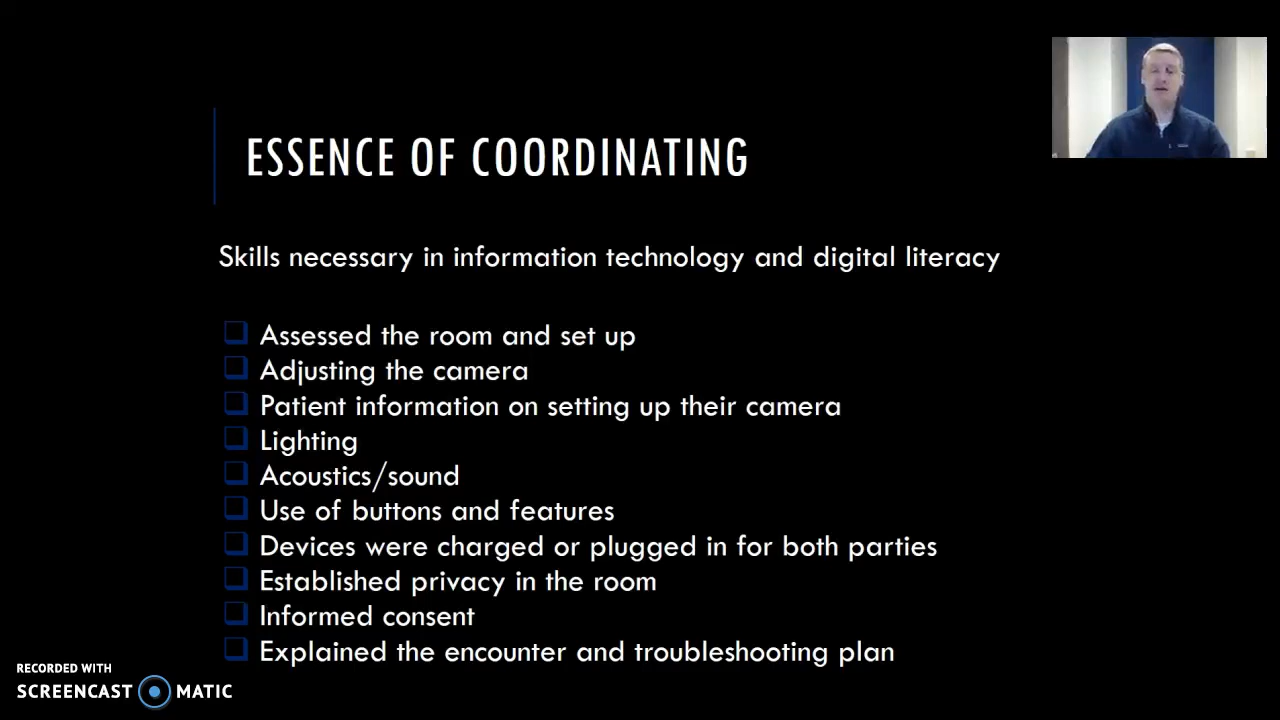 ESSENCE OF COORDINATING
Skills necessary in information technology and digital literacy
Assessed the room and set up
Adjusting the camera
Patient information on setting up their camera
Lighting
Acoustics/sound
Use of buttons and features
Devices were charged or plugged in for both parties
Established privacy in the room
Informed consent
Explained the encounter and troubleshooting plan
RECORDED WITH
SCREENCAST MATIC